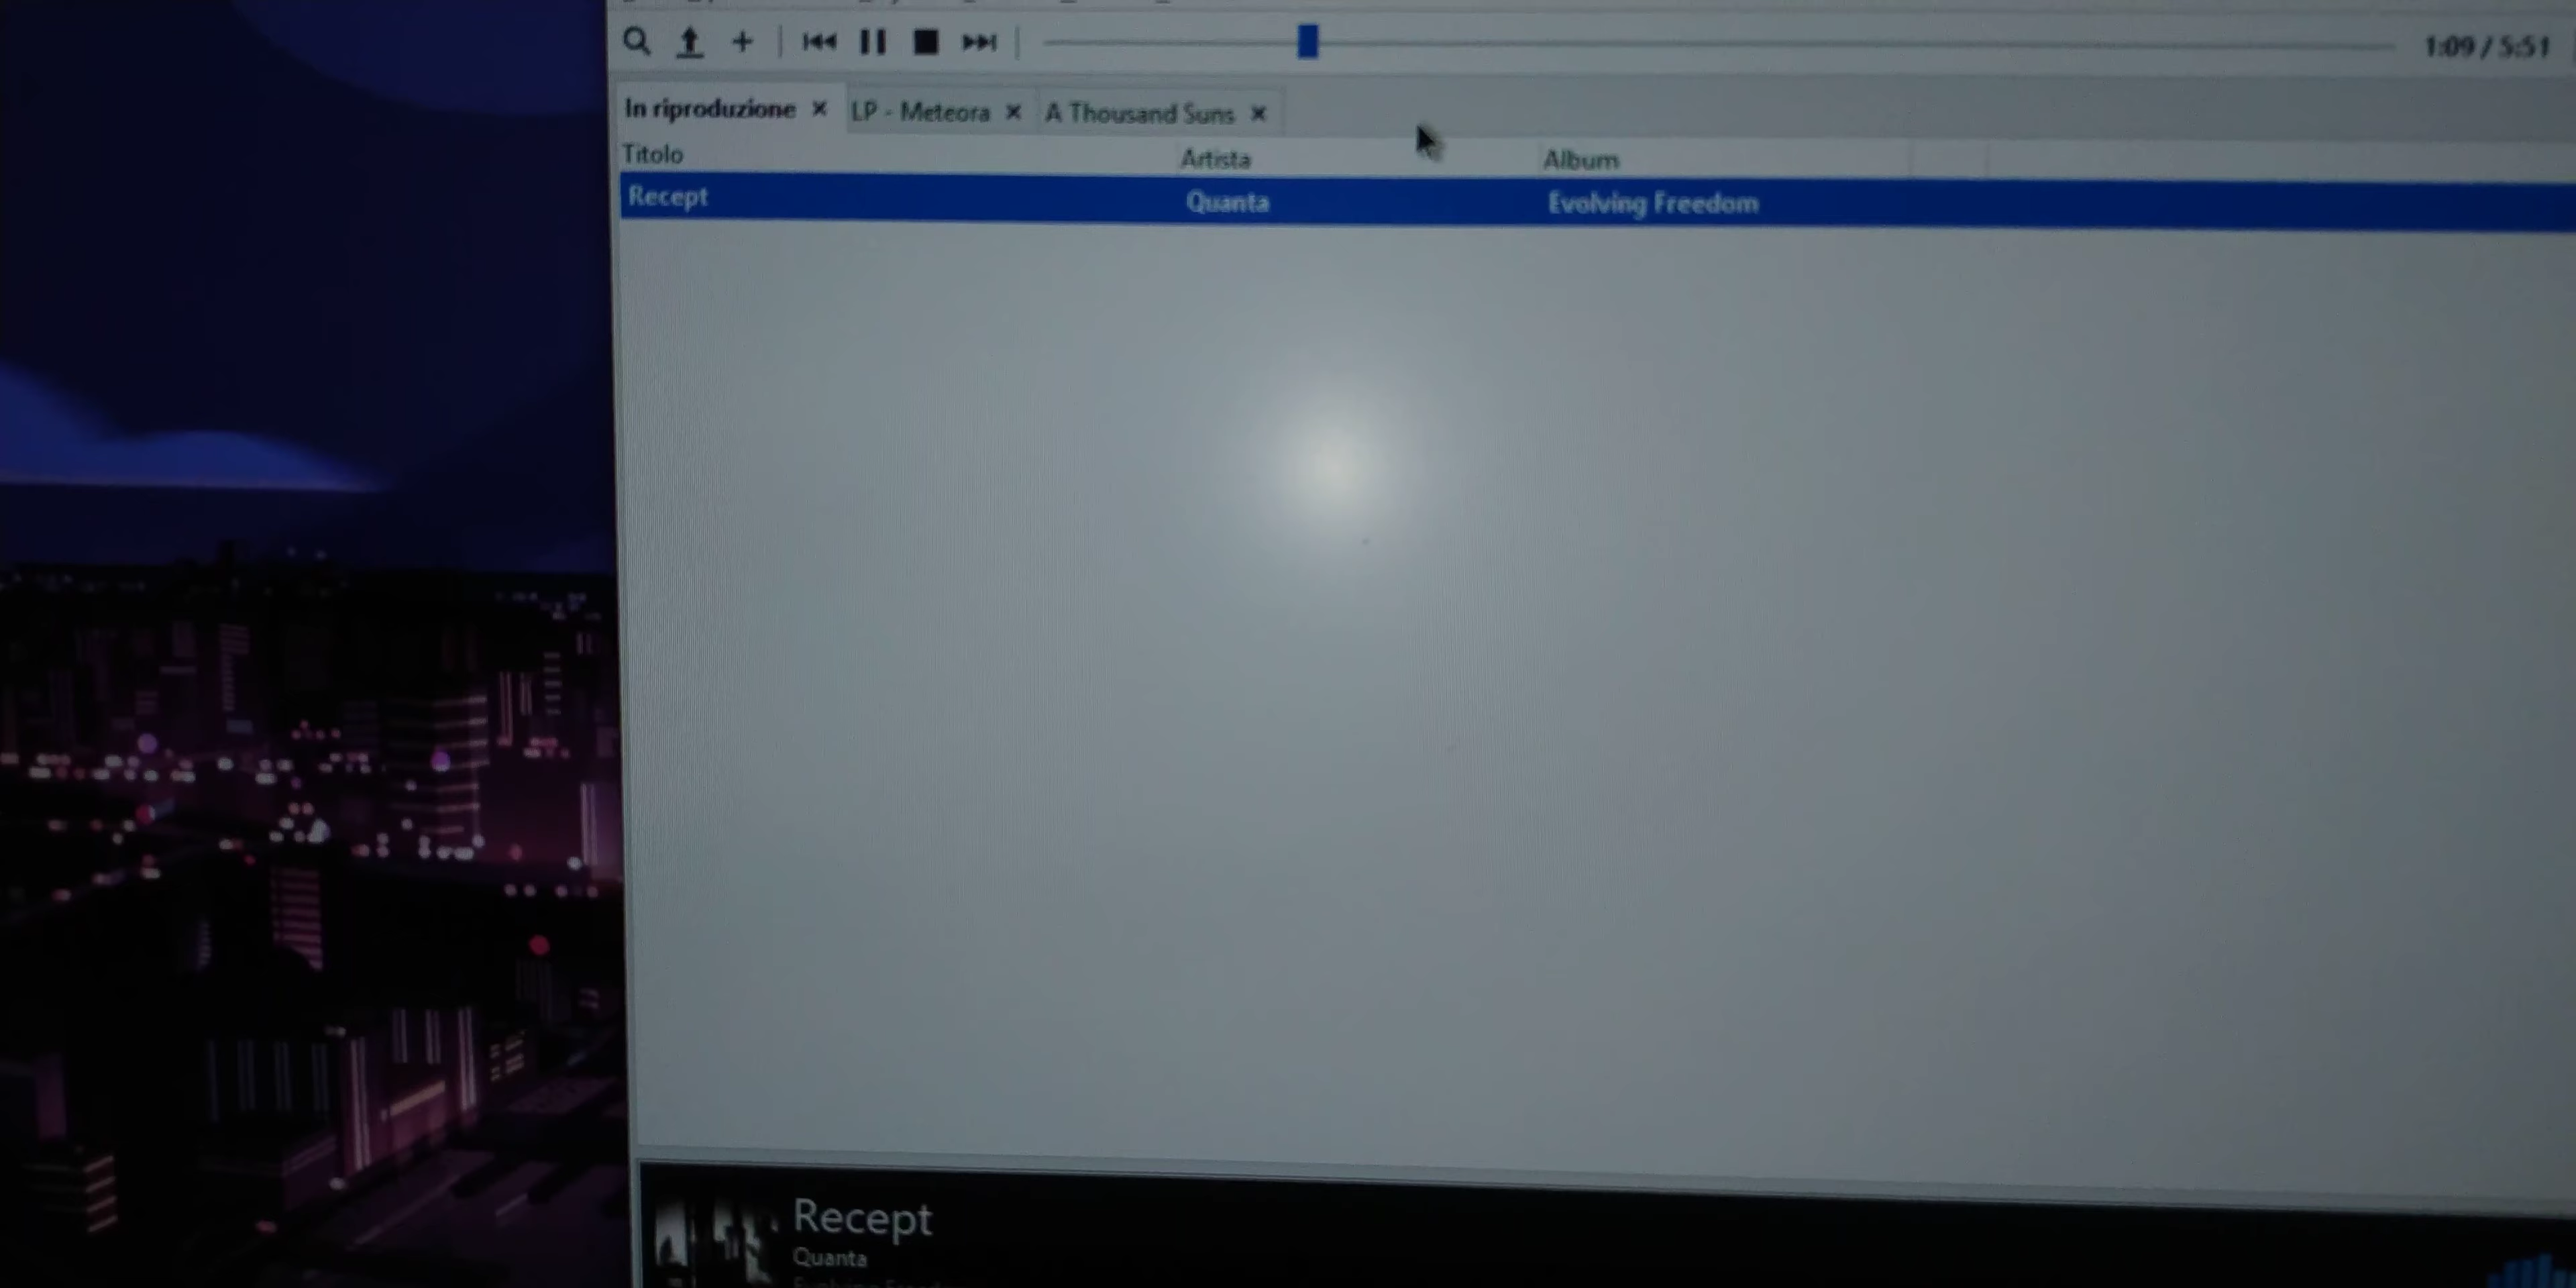 1:09 / 5:51
In riproduzione LP - Meteora A Thousand Suns
Titolo Artista Album
Recept Quanta Evolving Freedom
Recept
Quanta